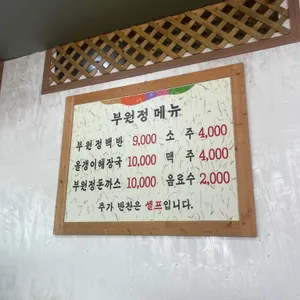 부원정 메뉴
부원정백반 9,000 소 주 4,000
올갱이해장국 10,000 맥 주 4,000
부원정돈까스 10,000 음료수 2,000
추가 반찬은 셀프입니다.